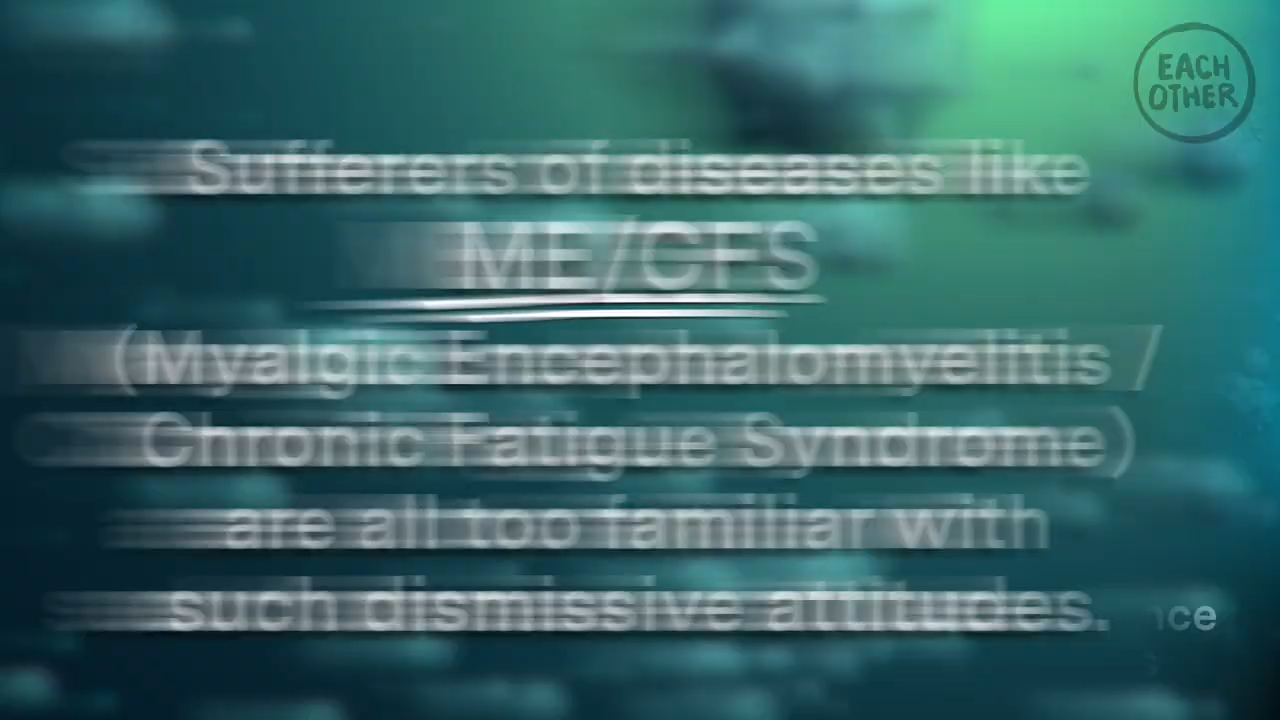 EACH
OTHER
Sufferers of diseases like
ME/CFS
(Myalgic Encephalomyelitis /
Chronic Fatigue Syndrome)
are all too familiar with
such dismissive attitudes.